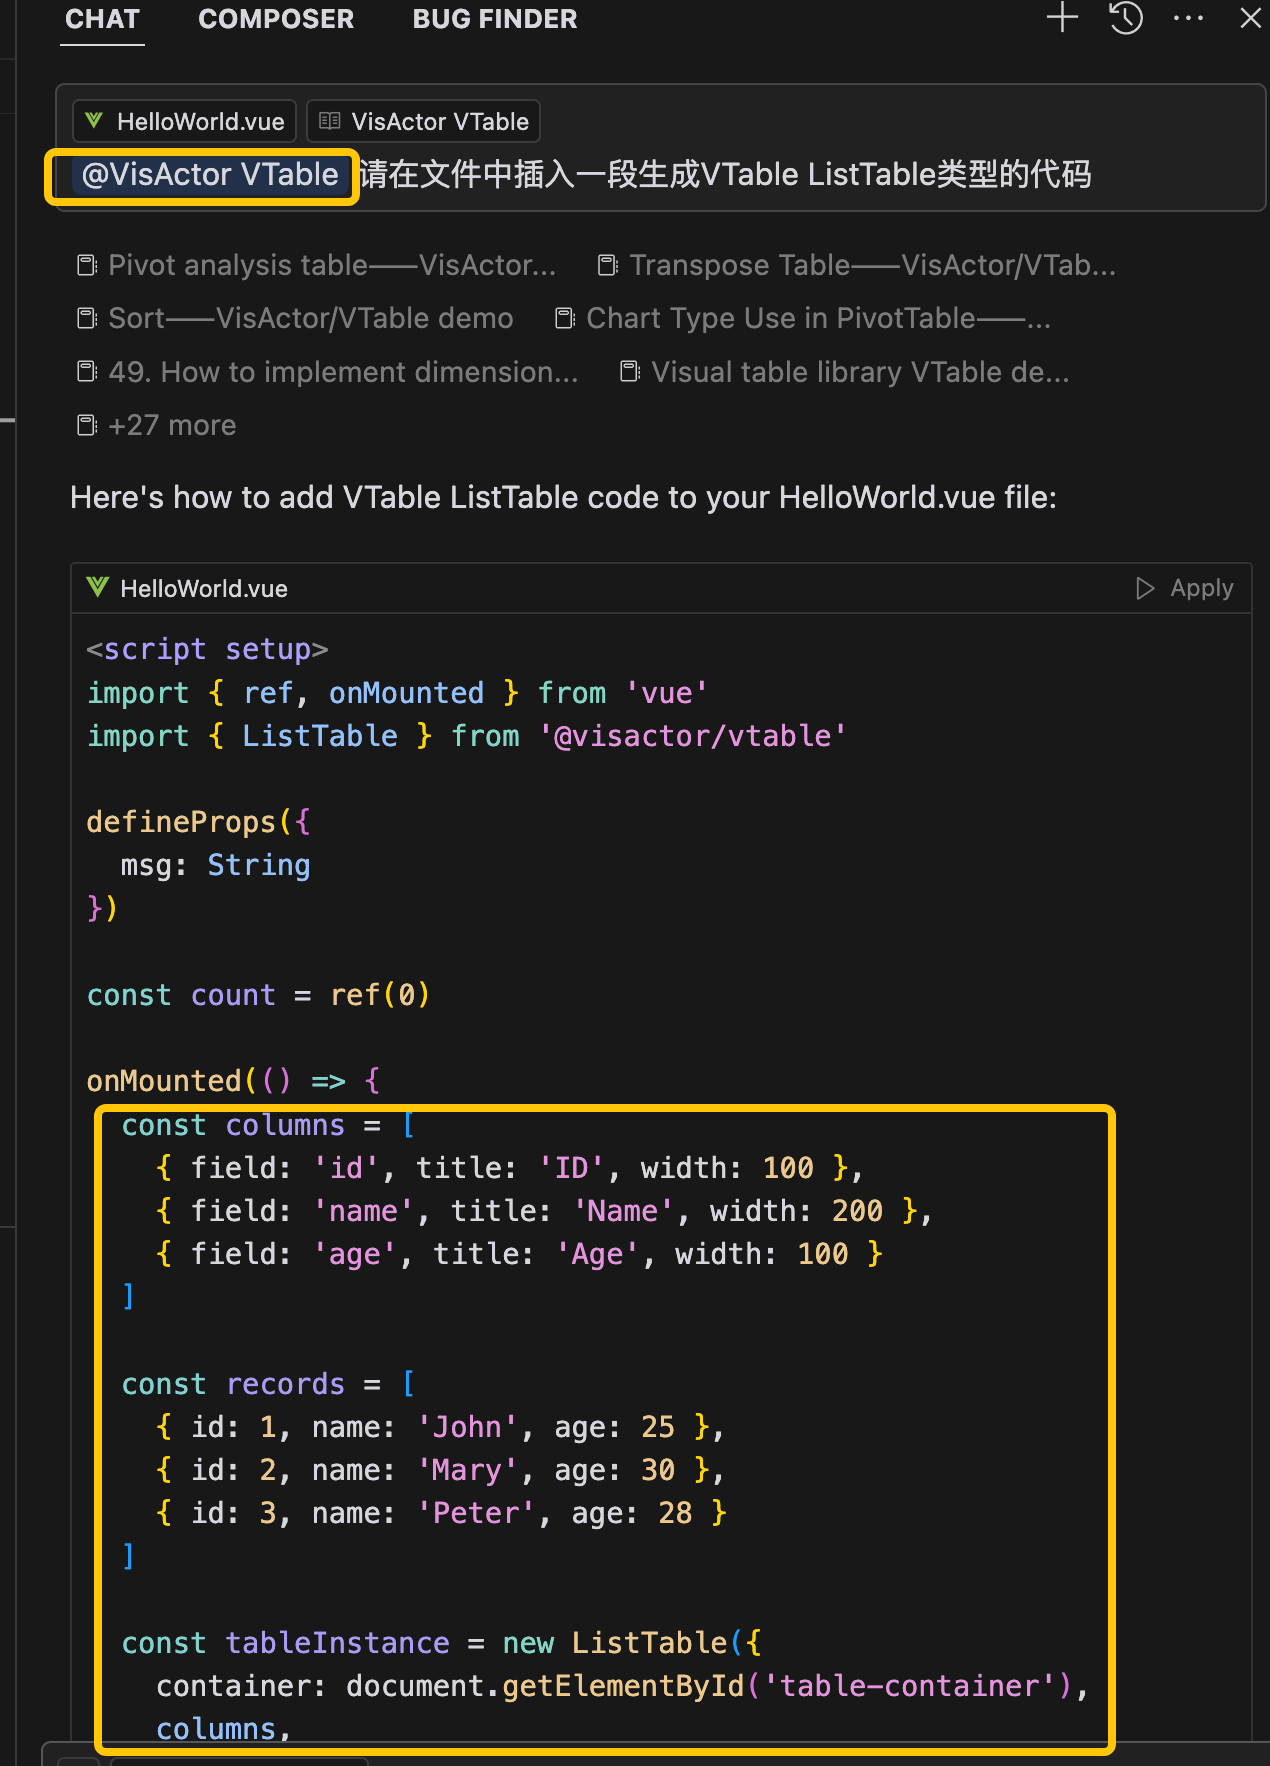 CHAT COMPOSER BUG FINDER
HelloWorld.vue VisActor VTable
@VisActor VTable 请在文件中插入一段生成VTable ListTable类型的代码
Pivot analysis table——VisActor... Transpose Table——VisActor/VTab...
Sort——VisActor/VTable demo Chart Type Use in PivotTable——...
49. How to implement dimension... Visual table library VTable de...
+27 more
Here's how to add VTable ListTable code to your HelloWorld.vue file:
HelloWorld.vue Apply
<script setup>
import { ref, onMounted } from 'vue'
import { ListTable } from '@visactor/vtable'
defineProps({
  msg: String
})
const count = ref(0)
onMounted(() => {
  const columns = [
    { field: 'id', title: 'ID', width: 100 },
    { field: 'name', title: 'Name', width: 200 },
    { field: 'age', title: 'Age', width: 100 }
  ]
  const records = [
    { id: 1, name: 'John', age: 25 },
    { id: 2, name: 'Mary', age: 30 },
    { id: 3, name: 'Peter', age: 28 }
  ]
  const tableInstance = new ListTable({
    container: document.getElementById('table-container'),
    columns,